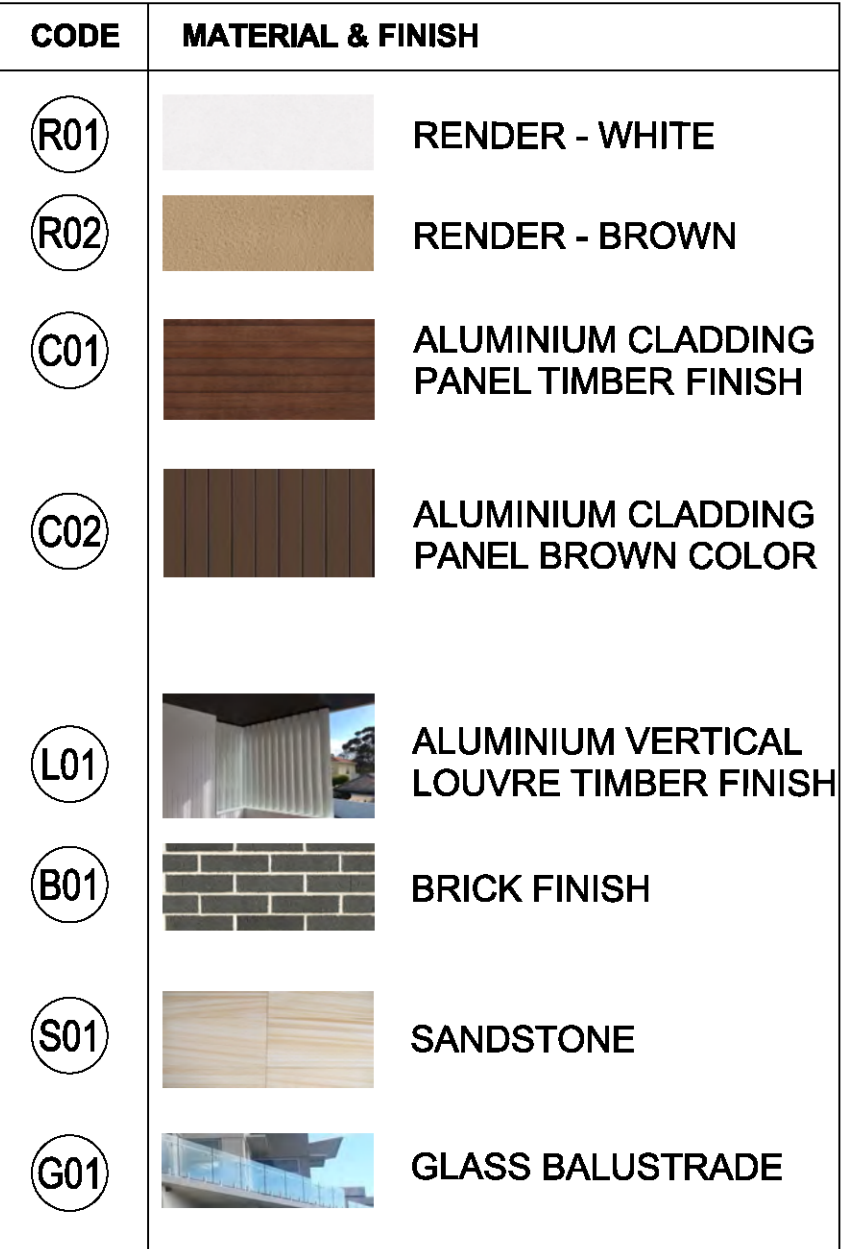 CODE MATERIAL & FINISH
R01 RENDER - WHITE
R02 RENDER - BROWN
C01 ALUMINIUM CLADDING
PANEL TIMBER FINISH
C02 ALUMINIUM CLADDING
PANEL BROWN COLOR
L01 ALUMINIUM VERTICAL
LOUVRE TIMBER FINISH
B01 BRICK FINISH
S01 SANDSTONE
G01 GLASS BALUSTRADE